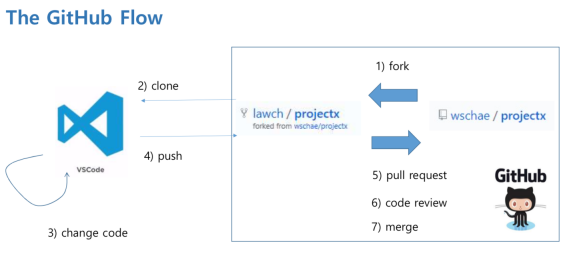 The GitHub Flow
1) fork
2) clone
lawch / projectx
forked from wschae/projectx
wschae / projectx
VSCode
4) push
5) pull request
GitHub
6) code review
3) change code
7) merge